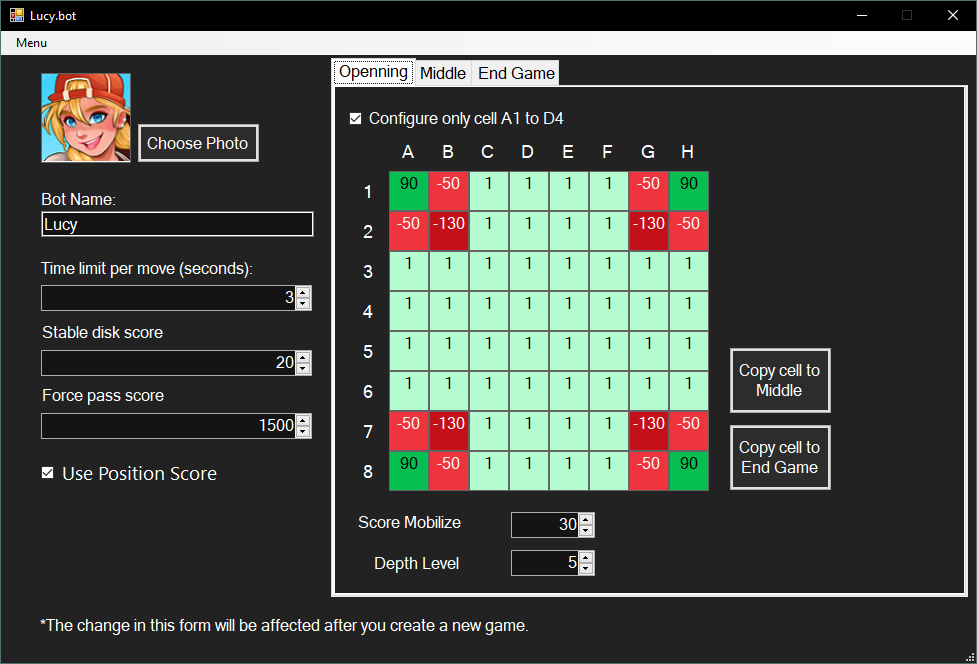 Lucy.bot
Menu
Choose Photo
Bot Name:
Lucy
Time limit per move (seconds):
3
Stable disk score
20
Force pass score
1500
Use Position Score
Openning Middle End Game
Configure only cell A1 to D4
A B C D E F G H
1 90 -50 1 1 1 1 -50 90
2 -50 -130 1 1 1 1 -130 -50
3 1 1 1 1 1 1 1 1
4 1 1 1 1 1 1 1 1
5 1 1 1 1 1 1 1 1
6 1 1 1 1 1 1 1 1
7 -50 -130 1 1 1 1 -130 -50
8 90 -50 1 1 1 1 -50 90
Copy cell to
Middle
Copy cell to
End Game
Score Mobilize 30
Depth Level 5
*The change in this form will be affected after you create a new game.